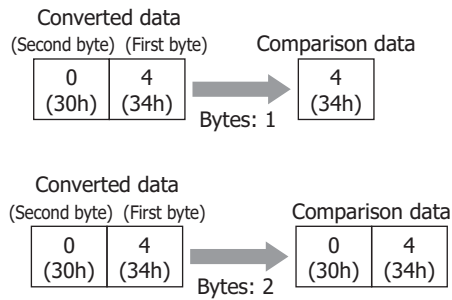 Converted data
(Second byte) (First byte) Comparison data
0 4 4
(30h) (34h) (34h)
Bytes: 1
Converted data
(Second byte) (First byte) Comparison data
0 4 0 4
(30h) (34h) (30h) (34h)
Bytes: 2